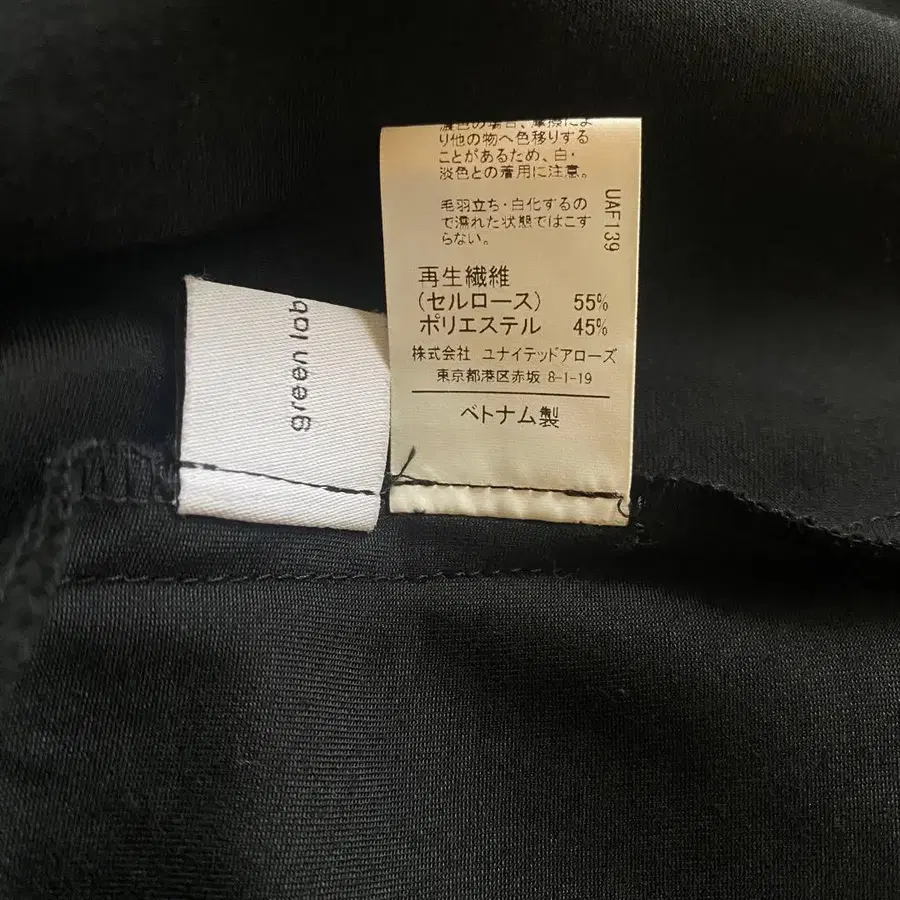 green lab
濃色の場合、摩擦によ
り他の物へ色移りする
ことがあるため、白・
淡色との着用に注意。
毛羽立ち・白化するの
で濡れた状態ではこす
らない。
UAF139
再生繊維
(セルロース) 55%
ポリエステル 45%
株式会社 ユナイテッドアローズ
東京都港区赤坂 8-1-19
ベトナム製